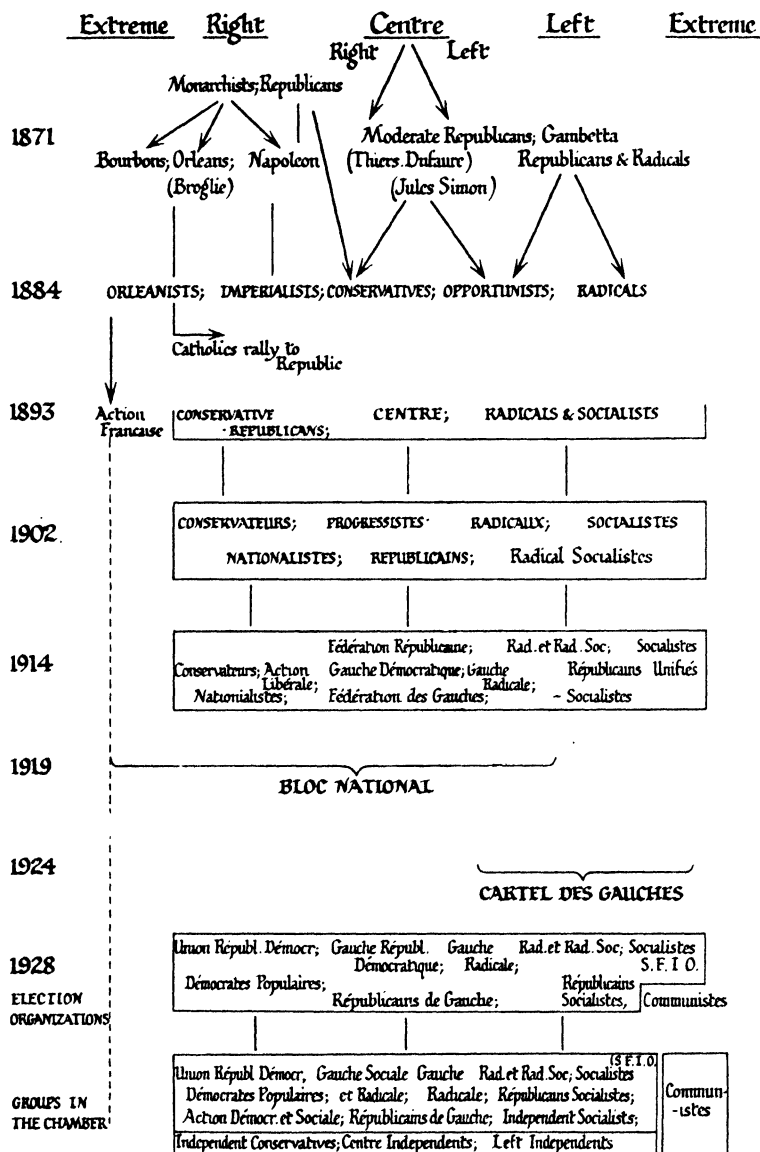 Extreme Right Centre Left Extreme
Right Left
Monarchists; Republicans
1871 Moderate Republicans; Gambetta
Bourbons; Orleans; Napoleon (Thiers. Dufaure) Republicans & Radicals
(Broglie) (Jules Simon)
1884 ORLEANISTS; IMPERIALISTS; CONSERVATIVES; OPPORTUNISTS; RADICALS
Catholics rally to
Republic
1893 Action CONSERVATIVE CENTRE; RADICALS & SOCIALISTS
Francaise · REPUBLICANS;
1902 CONSERVATEURS; PROGRESSISTES· RADICAUX; SOCIALISTES
NATIONALISTES; REPUBLICAINS; Radical Socialistes
Fédération Républicaine; Rad. et Rad. Soc; Socialistes
1914 Conservateurs; Action Gauche Démocratique; Gauche Républicains Unifiés
Libérale; Radicale;
Nationialistes; Fédération des Gauches; - Socialistes
1919
BLOC NATIONAL
1924
CARTEL DES GAUCHES
Union Républ. Démocr; Gauche Républ. Gauche Rad. et Rad. Soc; Socialistes
1928 Démocratique; Radicale; S.F.I.O.
Démocrates Populaires; Républicains
ELECTION Républicains de Gauche; Socialistes, Communistes
ORGANIZATIONS
(S.F.I.O.)
Union Républ Démocr, Gauche Sociale Gauche Rad. et Rad. Soc; Socialistes
Démocrates Populaires; et Radicale; Radicale; Républicains Socialistes; Commun-
GROUPS IN Action Démocr. et Sociale; Républicains de Gauche; Independent Socialists; -istes
THE CHAMBER
Independent Conservatives; Centre Independents; Left Independents